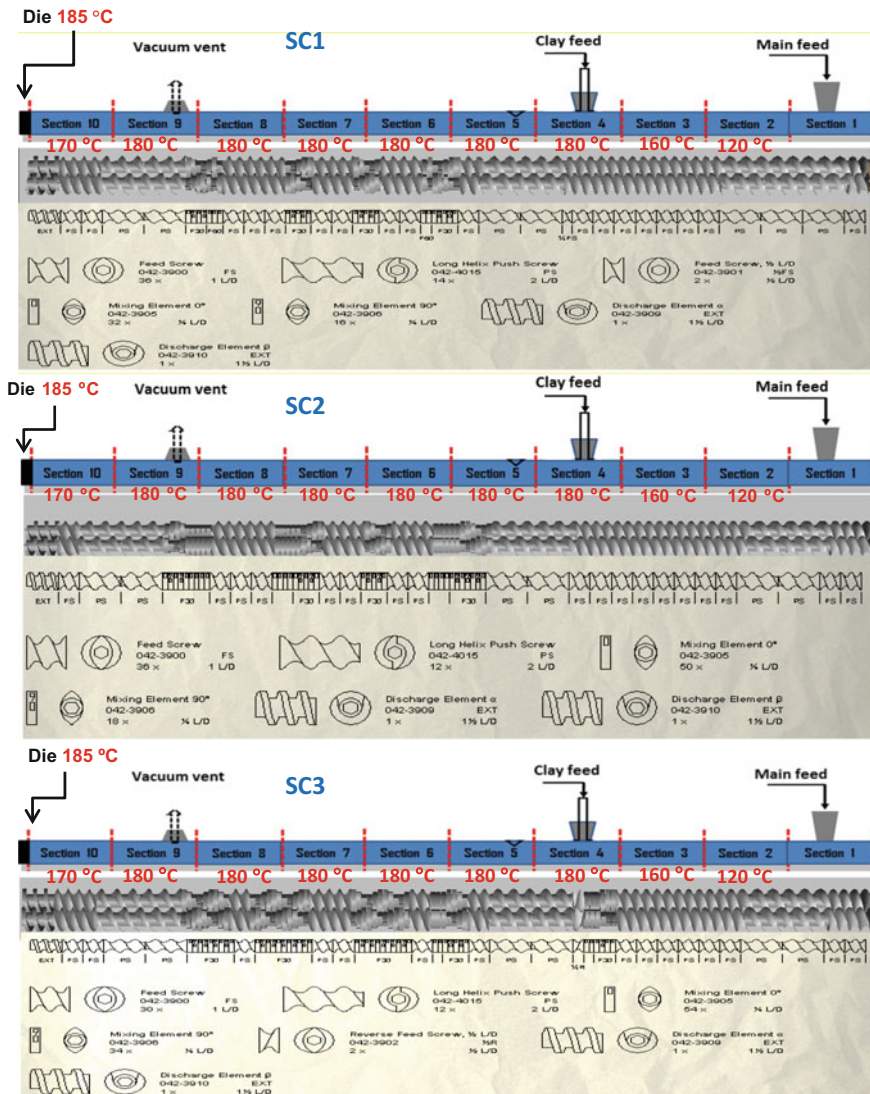 Die 185 °C
Vacuum vent SC1 Clay feed Main feed
Section 10 Section 9 Section 8 Section 7 Section 6 Section 5 Section 4 Section 3 Section 2 Section 1
170 °C 180 °C 180 °C 180 °C 180 °C 180 °C 180 °C 160 °C 120 °C
Feed Screw Long Helix Push Screw Feed Screw, ½ L/D
042-3900 FS 042-4015 PS 042-3901 ½FS
36 x 1 L/D 14 x 2 L/D 2 x ½ L/D
Mixing Element 0° Mixing Element 90° Discharge Element α
042-3905 042-3906 042-3909 EXT
32 x ¼ L/D 16 x ¼ L/D 1 x 1½ L/D
Discharge Element β
042-3910 EXT
1 x 1½ L/D
Die 185 °C
Vacuum vent SC2 Clay feed Main feed
Section 10 Section 9 Section 8 Section 7 Section 6 Section 5 Section 4 Section 3 Section 2 Section 1
170 °C 180 °C 180 °C 180 °C 180 °C 180 °C 180 °C 160 °C 120 °C
Feed Screw Long Helix Push Screw Mixing Element 0°
042-3900 FS 042-4015 PS 042-3905
36 x 1 L/D 12 x 2 L/D 50 x ¼ L/D
Mixing Element 90° Discharge Element α Discharge Element β
042-3906 042-3909 EXT 042-3910 EXT
18 x ¼ L/D 1 x 1½ L/D 1 x 1½ L/D
Die 185 °C
Vacuum vent SC3 Clay feed Main feed
Section 10 Section 9 Section 8 Section 7 Section 6 Section 5 Section 4 Section 3 Section 2 Section 1
170 °C 180 °C 180 °C 180 °C 180 °C 180 °C 180 °C 160 °C 120 °C
Feed Screw Long Helix Push Screw Mixing Element 0°
042-3900 FS 042-4015 PS 042-3905
30 x 1 L/D 12 x 2 L/D 54 x ¼ L/D
Mixing Element 90° Reverse Feed Screw, ½ L/D Discharge Element α
042-3906 042-3902 ½R 042-3909 EXT
34 x ¼ L/D 2 x ½ L/D 1 x 1½ L/D
Discharge Element β
042-3910 EXT
1 x 1½ L/D